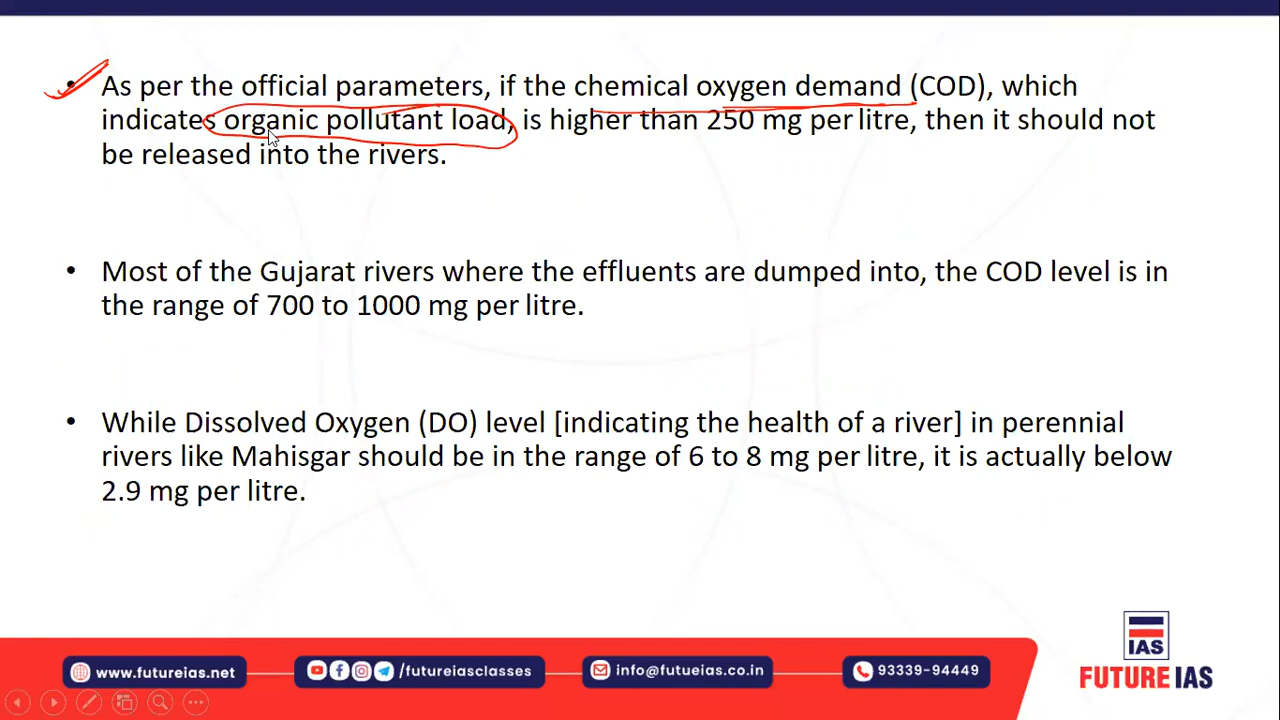 • As per the official parameters, if the chemical oxygen demand (COD), which
indicates organic pollutant load, is higher than 250 mg per litre, then it should not
be released into the rivers.
• Most of the Gujarat rivers where the effluents are dumped into, the COD level is in
the range of 700 to 1000 mg per litre.
• While Dissolved Oxygen (DO) level [indicating the health of a river] in perennial
rivers like Mahisgar should be in the range of 6 to 8 mg per litre, it is actually below
2.9 mg per litre.
www.futureias.net
/futureiasclasses
info@futueias.co.in
93339-94449
IAS
FUTURE IAS